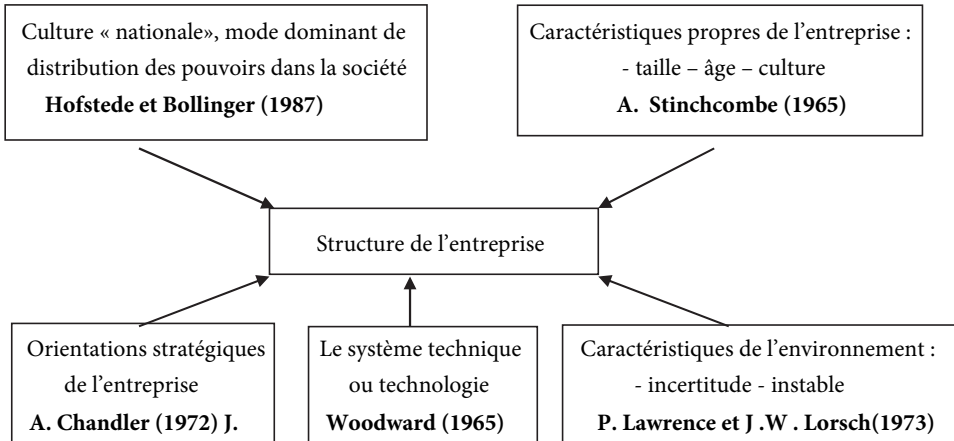 Culture « nationale», mode dominant de
distribution des pouvoirs dans la société
Hofstede et Bollinger (1987)
Caractéristiques propres de l’entreprise :
- taille – âge – culture
A. Stinchcombe (1965)
Structure de l’entreprise
Orientations stratégiques
de l’entreprise
A. Chandler (1972) J.
Le système technique
ou technologie
Woodward (1965)
Caractéristiques de l’environnement :
- incertitude - instable
P. Lawrence et J .W . Lorsch(1973)